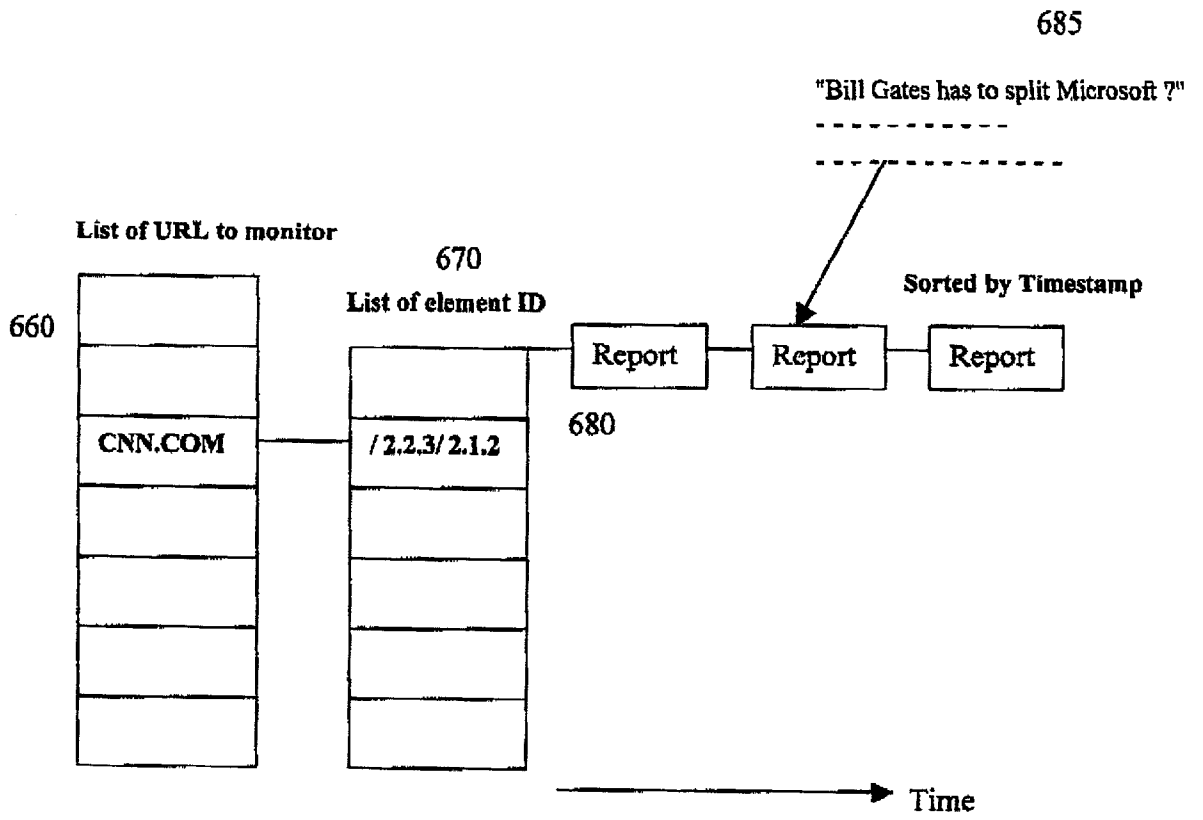 685
"Bill Gates has to split Microsoft ?"
List of URL to monitor
670
List of element ID
Sorted by Timestamp
660
Report
Report
Report
680
CNN.COM
/ 2.2.3/ 2.1.2
Time